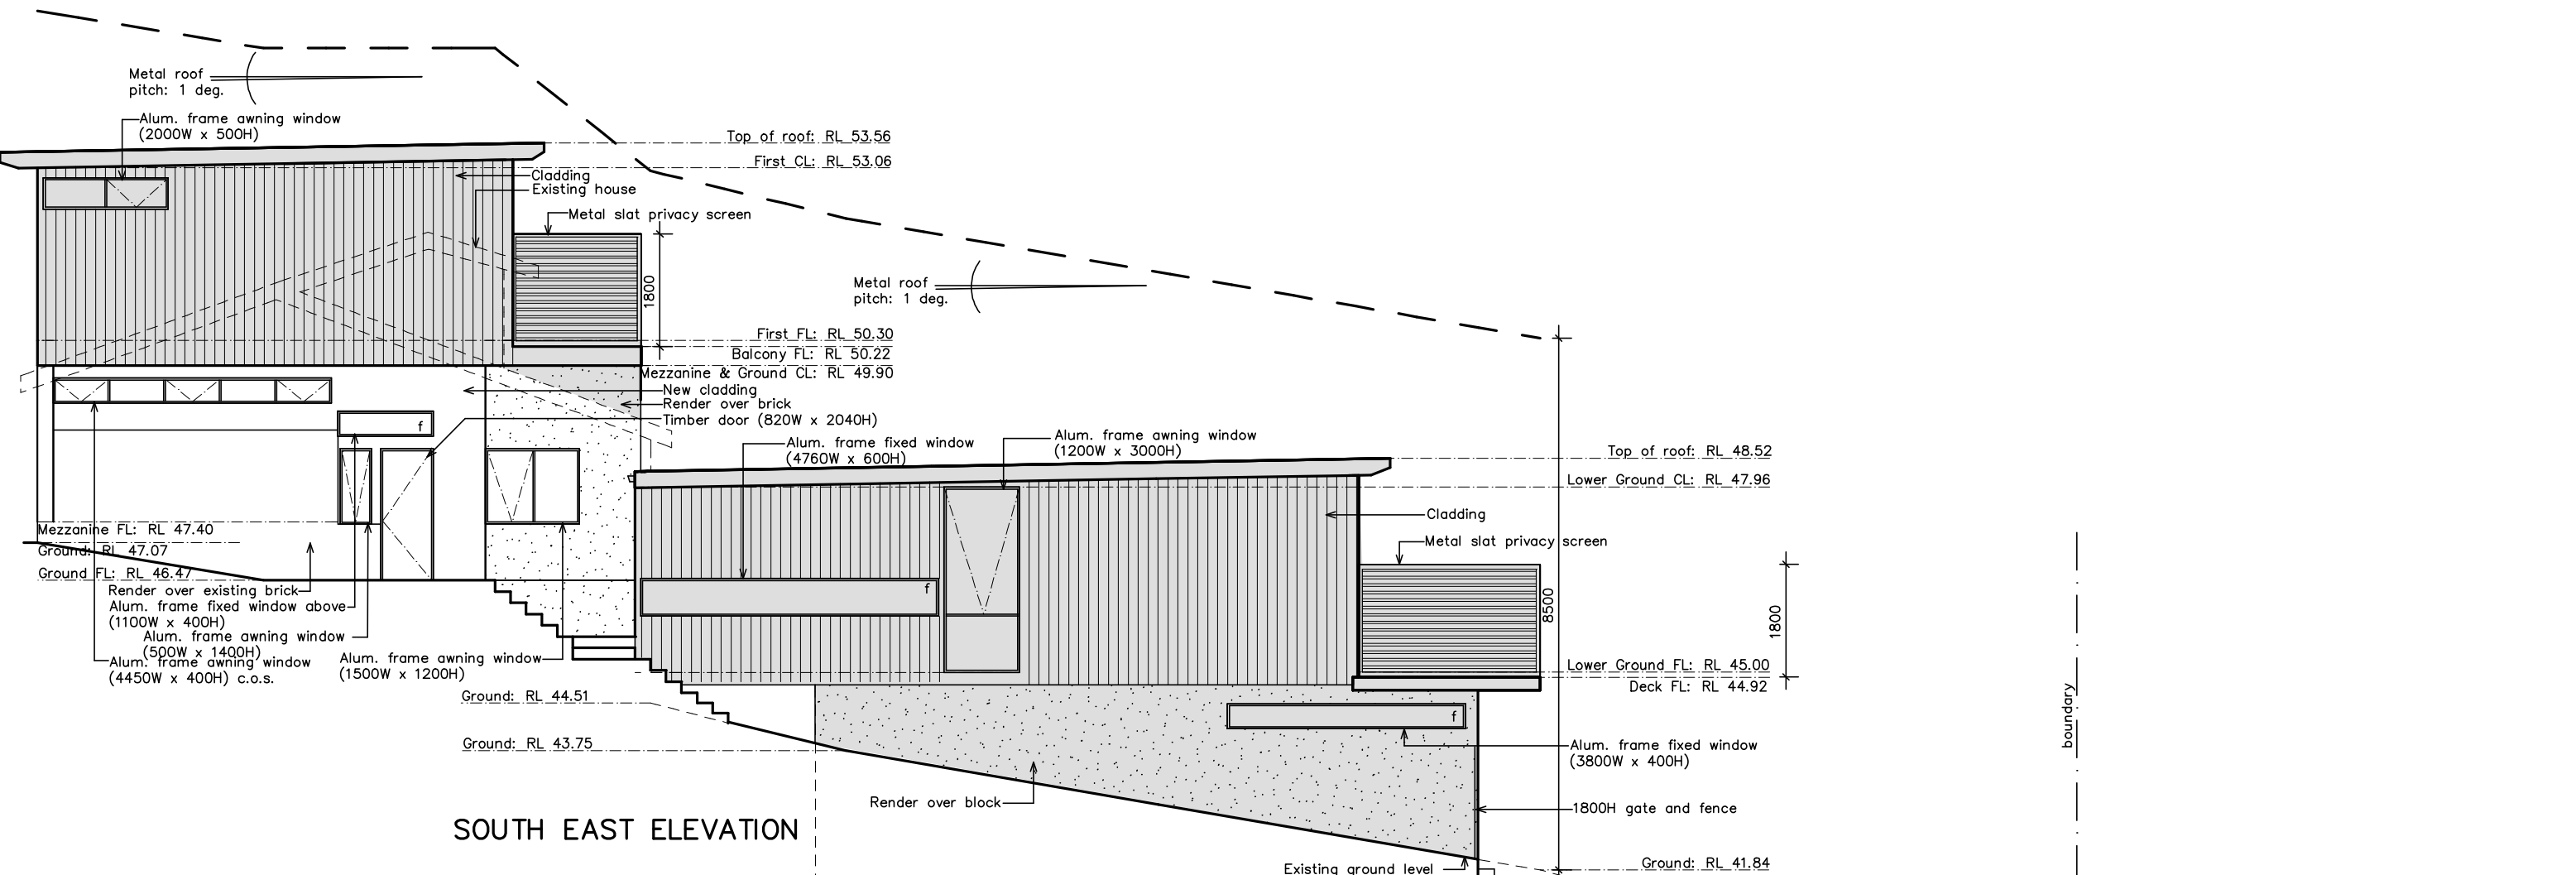 Metal roof
pitch: 1 deg.
Alum. frame awning window
(2000W x 500H)
Top of roof: RL 53.56
First CL: RL 53.06
Cladding
Existing house
Metal slat privacy screen
1800
Metal roof
pitch: 1 deg.
First FL: RL 50.30
Balcony FL: RL 50.22
Mezzanine & Ground CL: RL 49.90
New cladding
Render over brick
Timber door (820W x 2040H)
f
Alum. frame fixed window
(4760W x 600H)
Alum. frame awning window
(1200W x 3000H)
Top of roof: RL 48.52
Lower Ground CL: RL 47.96
Cladding
Metal slat privacy screen
Mezzanine FL: RL 47.40
Ground: RL 47.07
Ground FL: RL 46.47
Render over existing brick
Alum. frame fixed window above
(1100W x 400H)
Alum. frame awning window
(500W x 1400H)
Alum. frame awning window
(4450W x 400H) c.o.s.
Alum. frame awning window
(1500W x 1200H)
f
8500
1800
Lower Ground FL: RL 45.00
Deck FL: RL 44.92
Ground: RL 44.51
Ground: RL 43.75
f
boundary
Alum. frame fixed window
(3800W x 400H)
Render over block
1800H gate and fence
SOUTH EAST ELEVATION
Existing ground level
Ground: RL 41.84